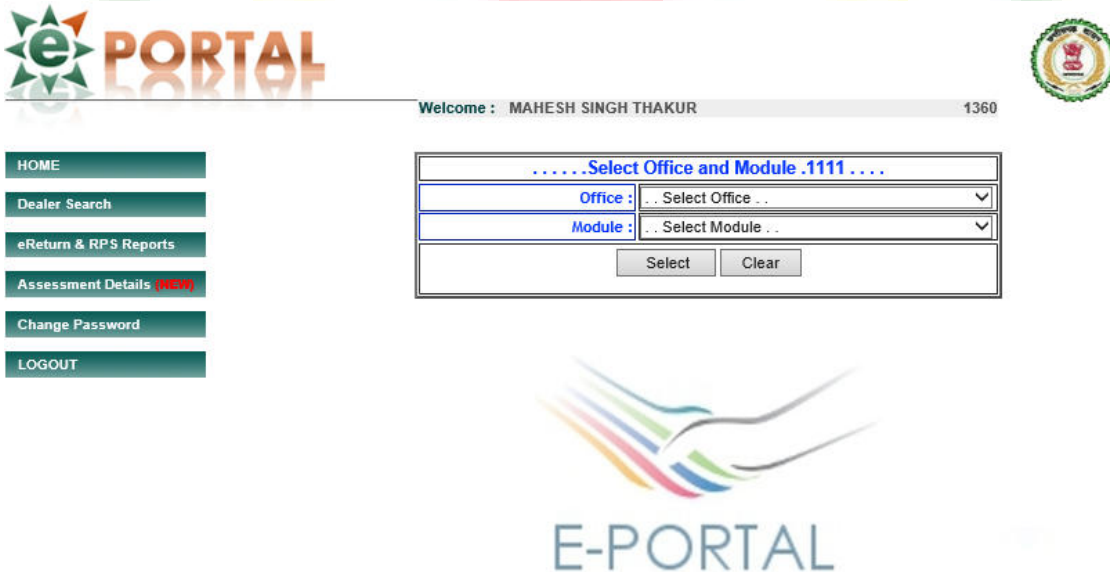 e PORTAL
Welcome : MAHESH SINGH THAKUR 1360
HOME
Dealer Search
eReturn & RPS Reports
Assessment Details (NEW)
Change Password
LOGOUT
. . . . . .Select Office and Module .1111 . . . .
Office : . . Select Office . .
Module : . . Select Module . .
Select Clear
E-PORTAL